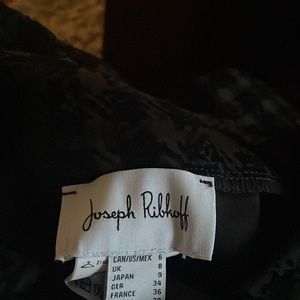 Joseph Ribkoff
CAN/US/MEX 6
UK 8
JAPAN 9
GER 34
FRANCE 36